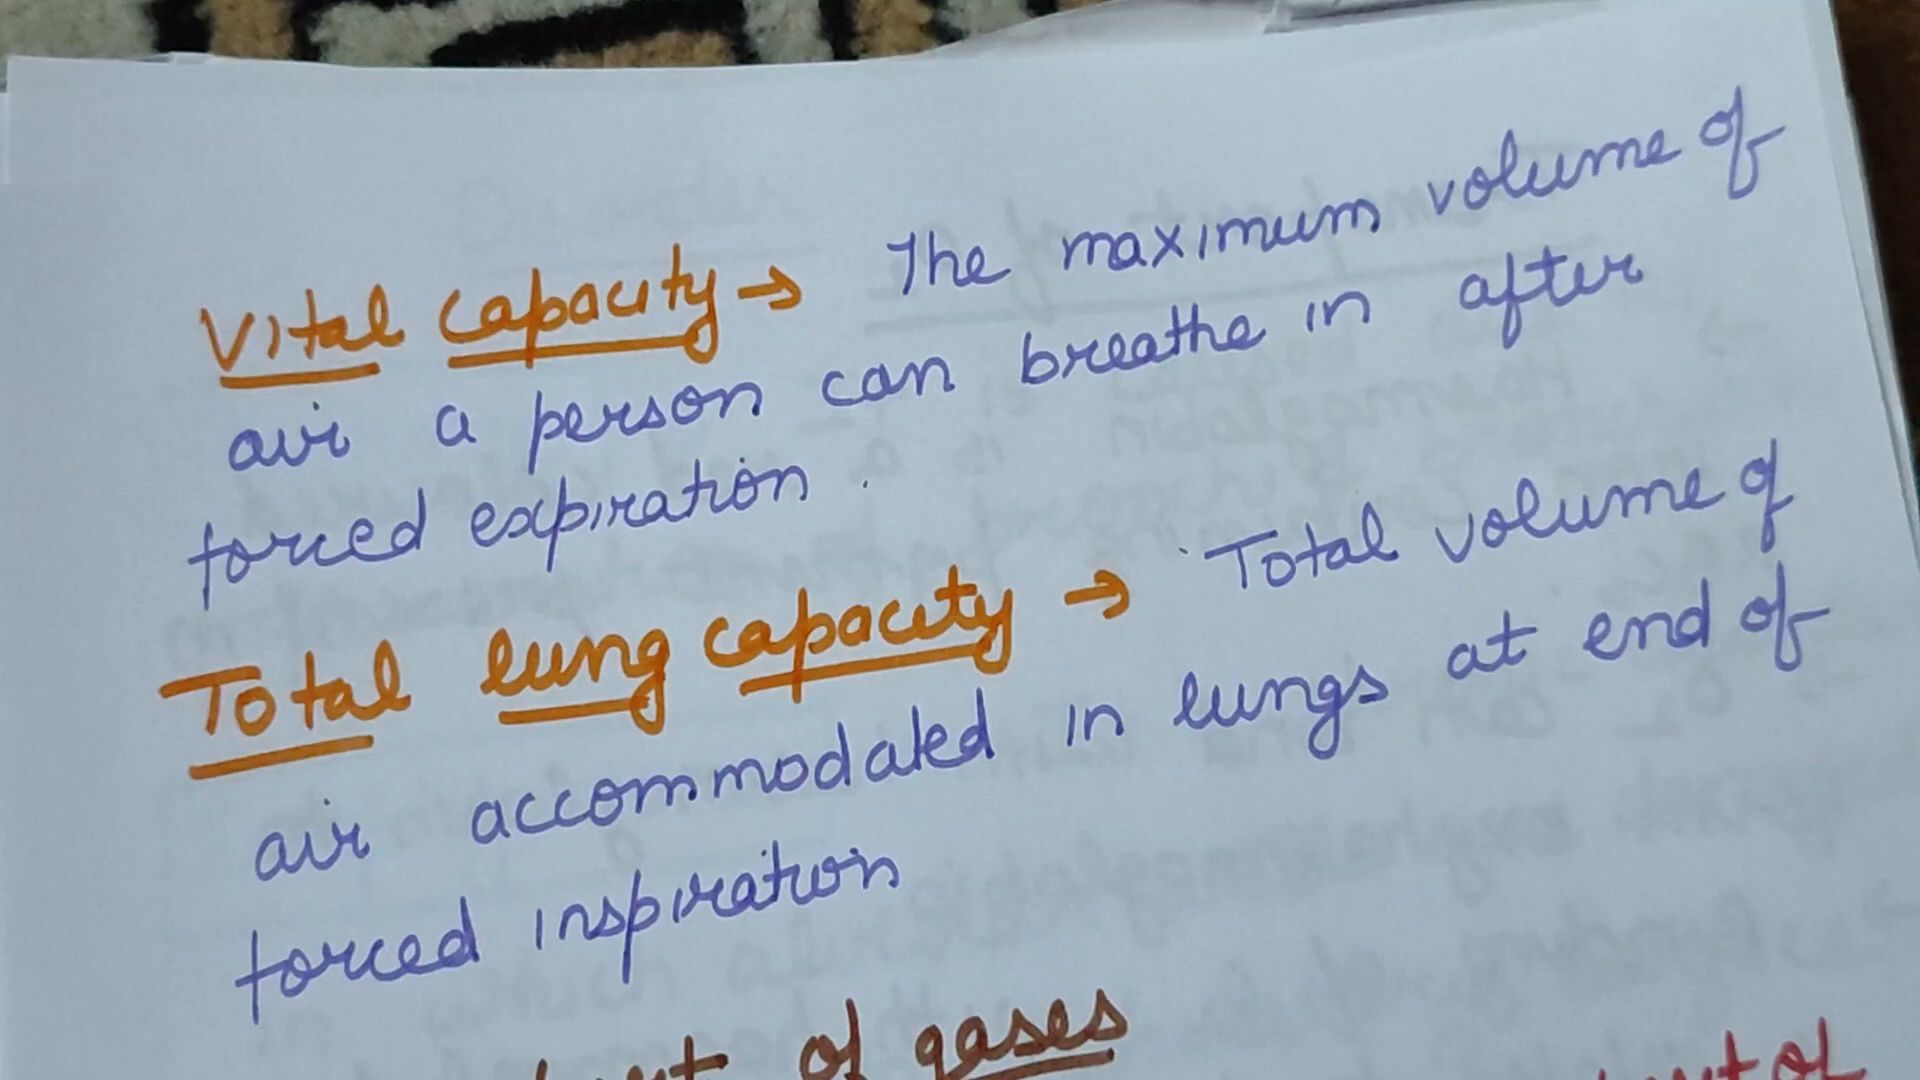 Vital capacity → The maximum volume of
air a person can breathe in after
forced expiration.
Total lung capacity → Total volume of
air accommodated in lungs at end of
forced inspiration
of gases
of